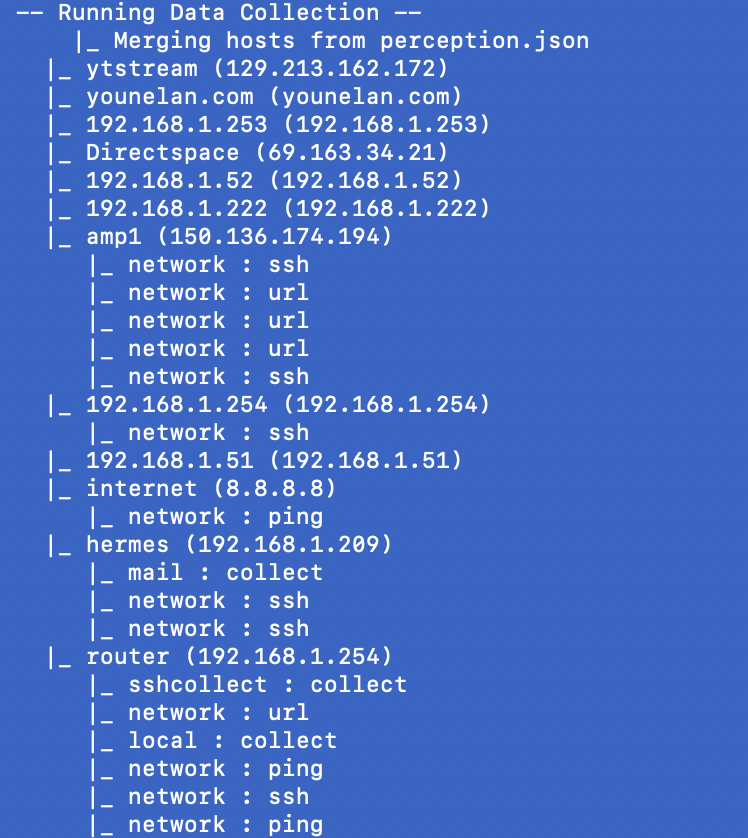 -- Running Data Collection --
|_ Merging hosts from perception.json
|_ ytstream (129.213.162.172)
|_ younelan.com (younelan.com)
|_ 192.168.1.253 (192.168.1.253)
|_ Directspace (69.163.34.21)
|_ 192.168.1.52 (192.168.1.52)
|_ 192.168.1.222 (192.168.1.222)
|_ amp1 (150.136.174.194)
|_ network : ssh
|_ network : url
|_ network : url
|_ network : url
|_ network : ssh
|_ 192.168.1.254 (192.168.1.254)
|_ network : ssh
|_ 192.168.1.51 (192.168.1.51)
|_ internet (8.8.8.8)
|_ network : ping
|_ hermes (192.168.1.209)
|_ mail : collect
|_ network : ssh
|_ network : ssh
|_ router (192.168.1.254)
|_ sshcollect : collect
|_ network : url
|_ local : collect
|_ network : ping
|_ network : ssh
|_ network : ping